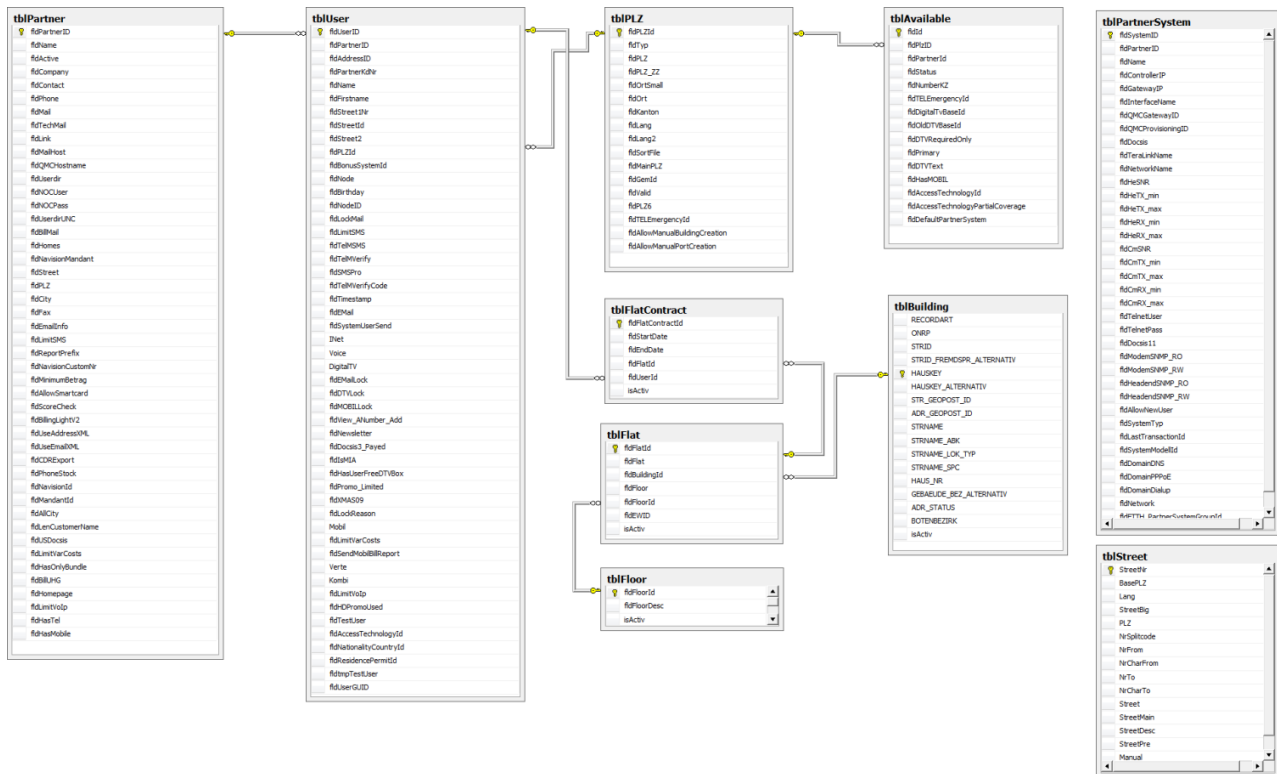 tblPartner
fldPartnerID
fldName
fldActive
fldCompany
fldContact
fldPhone
fldMail
fldTechMail
fldLink
fldMailHost
fldQMCHostname
fldUserdir
fldNOCUser
fldNOCPass
fldUserdirUNC
fldBillMail
fldHomes
fldNavisionMandant
fldStreet
fldPLZ
fldCity
fldFax
fldEmailInfo
fldLimitSMS
fldReportPrefix
fldNavisionCustomNr
fldMinimumBetrag
fldAllowSmartcard
fldScoreCheck
fldBillingLightV2
fldUseAddressXML
fldUseEmailXML
fldCDRExport
fldPhoneStock
fldNavisionId
fldMandantId
fldAllCity
fldLenCustomerName
fldUSDocsis
fldLimitVarCosts
fldHasOnlyBundle
fldBillUHG
fldHomepage
fldLimitVoIp
fldHasTel
fldHasMobile
tblUser
fldUserID
fldPartnerID
fldAddressID
fldPartnerKdNr
fldName
fldFirstname
fldStreet1Nr
fldStreetId
fldStreet2
fldPLZId
fldBonusSystemId
fldNode
fldBirthday
fldNodeID
fldLockMail
fldLimitSMS
fldTelMSMS
fldTelMVerify
fldSMSPro
fldTelMVerifyCode
fldTimestamp
fldEMail
fldSystemUserSend
INet
Voice
DigitalTV
fldEMailLock
fldDTVLock
fldMOBILLock
fldView_ANumber_Add
fldNewsletter
fldDocsis3_Payed
fldIsMIA
fldHasUserFreeDTVBox
fldPromo_Limited
fldXMAS09
fldLockReason
Mobil
fldLimitVarCosts
fldSendMobilBillReport
Verte
Kombi
fldLimitVoIp
fldHDPromoUsed
fldTestUser
fldAccessTechnologyId
fldNationalityCountryId
fldResidencePermitId
fldtmpTestUser
fldUserGUID
tblPLZ
fldPLZId
fldTyp
fldPLZ
fldPLZ_ZZ
fldOrtSmall
fldOrt
fldKanton
fldLang
fldLang2
fldSortFile
fldMainPLZ
fldGemId
fldValid
fldPLZ6
fldTELEmergencyId
fldAllowManualBuildingCreation
fldAllowManualPortCreation
tblAvailable
fldId
fldPlzID
fldPartnerId
fldStatus
fldNumberKZ
fldTELEmergencyId
fldDigitalTvBaseId
fldOldDTVBaseId
fldDTVRequiredOnly
fldPrimary
fldDTVText
fldHasMOBIL
fldAccessTechnologyId
fldAccessTechnologyPartialCoverage
fldDefaultPartnerSystem
tblFlatContract
fldFlatContractId
fldStartDate
fldEndDate
fldFlatId
fldUserId
isActiv
tblFlat
fldFlatId
fldFlat
fldBuildingId
fldFloor
fldFloorId
fldEWID
isActiv
tblFloor
fldFloorId
fldFloorDesc
isActiv
tblBuilding
RECORDART
ONRP
STRID
STRID_FREMDSPR_ALTERNATIV
HAUSKEY
HAUSKEY_ALTERNATIV
STR_GEOPOST_ID
ADR_GEOPOST_ID
STRNAME
STRNAME_ABK
STRNAME_LOK_TYP
STRNAME_SPC
HAUS_NR
GEBAEUDE_BEZ_ALTERNATIV
ADR_STATUS
BOTENBEZIRK
isActiv
tblPartnerSystem
fldSystemID
fldPartnerID
fldName
fldControllerIP
fldGatewayIP
fldInterfaceName
fldQMCGatewayID
fldQMCProvisioningID
fldDocsis
fldTeraLinkName
fldNetworkName
fldHeSNR
fldHeTX_min
fldHeTX_max
fldHeRX_min
fldHeRX_max
fldCmSNR
fldCmTX_min
fldCmTX_max
fldCmRX_min
fldCmRX_max
fldTelnetUser
fldTelnetPass
fldDocsis11
fldModemSNMP_RO
fldModemSNMP_RW
fldHeadendSNMP_RO
fldHeadendSNMP_RW
fldAllowNewUser
fldSystemTyp
fldLastTransactionId
fldSystemModellId
fldDomainDNS
fldDomainPPPoE
fldDomainDialup
fldNetwork
fldFTTH_PartnerSystemGroupId
tblStreet
StreetNr
BasePLZ
Lang
StreetBig
PLZ
NrSplitcode
NrFrom
NrCharFrom
NrTo
NrCharTo
Street
StreetMain
StreetDesc
StreetPre
Manual